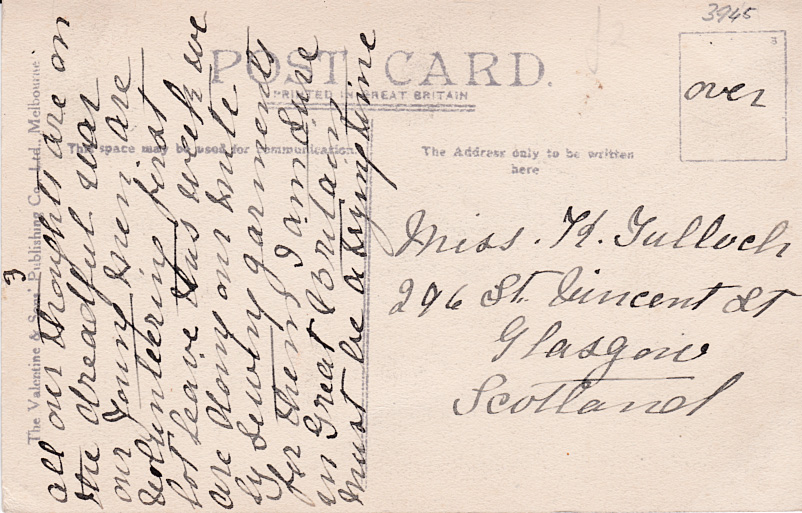 3945
POST CARD.
PRINTED IN GREAT BRITAIN
This space may be used for communication.
The Address only to be written
here
The Valentine & Sons' Publishing Co., Ltd., Melbourne
over
3
all our thoughts are on
the dreadful war
our young men are
volunteering first
lot leave this week we
are doing our mite
by sewing garments
for them, I am sure
in Great Britain
must be a trying time
Miss. K. Tulloch
296 St. Vincent St
Glasgow
Scotland